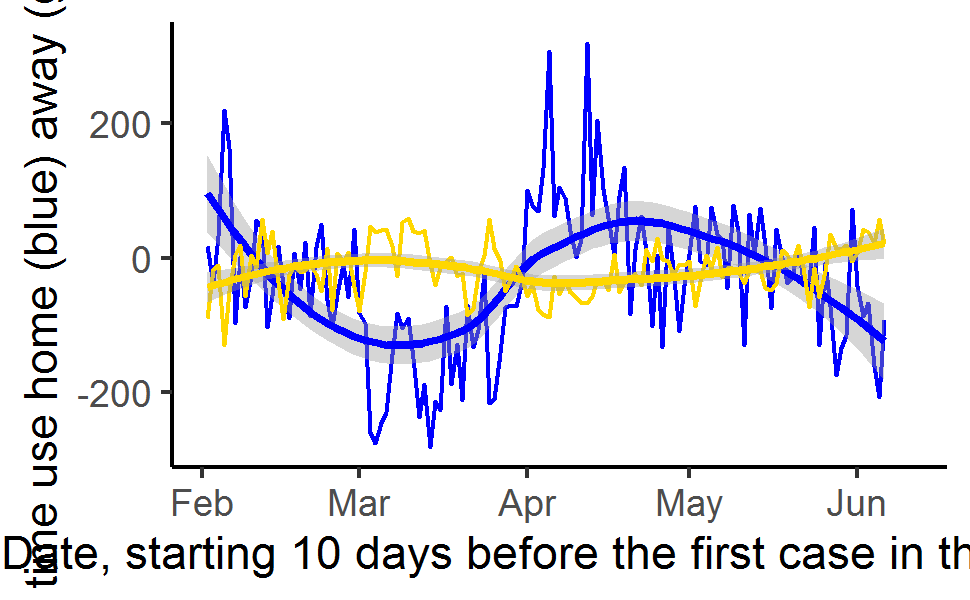 time use home (blue) away (g
200
0
-200
Feb Mar Apr May Jun
Date, starting 10 days before the first case in th